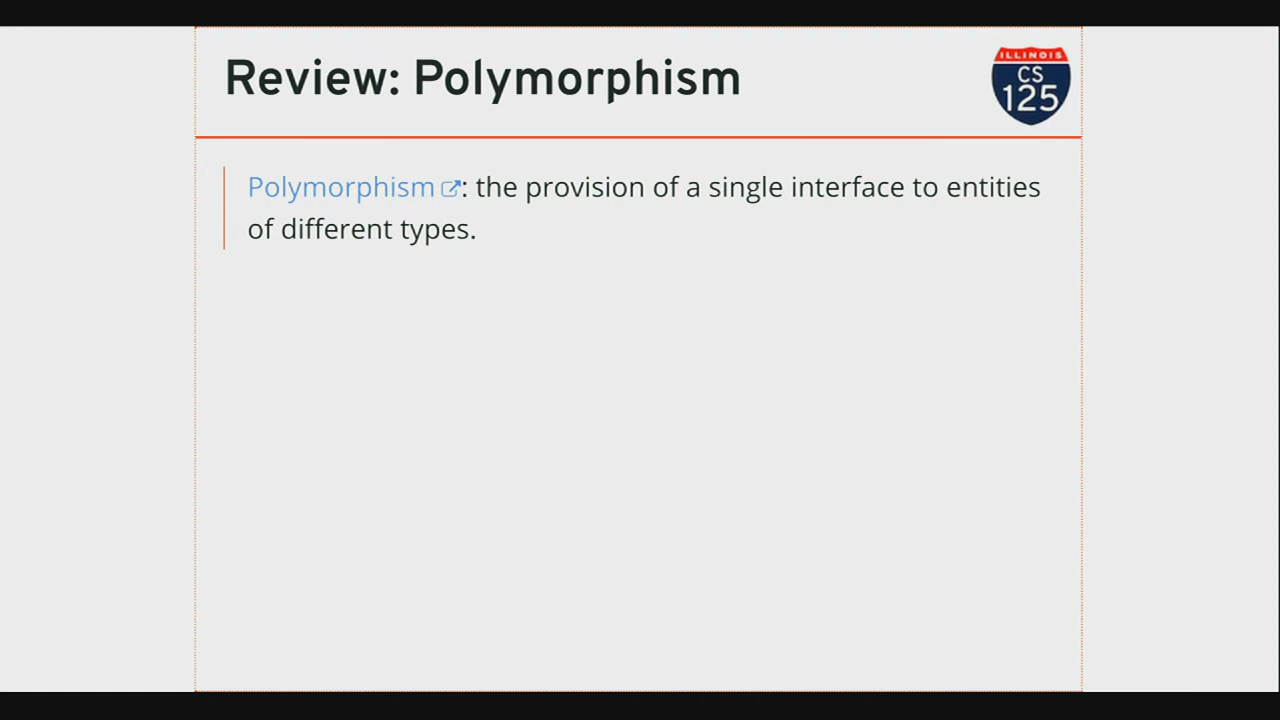 Review: Polymorphism
ILLINOIS
CS
125
Polymorphism: the provision of a single interface to entities
of different types.